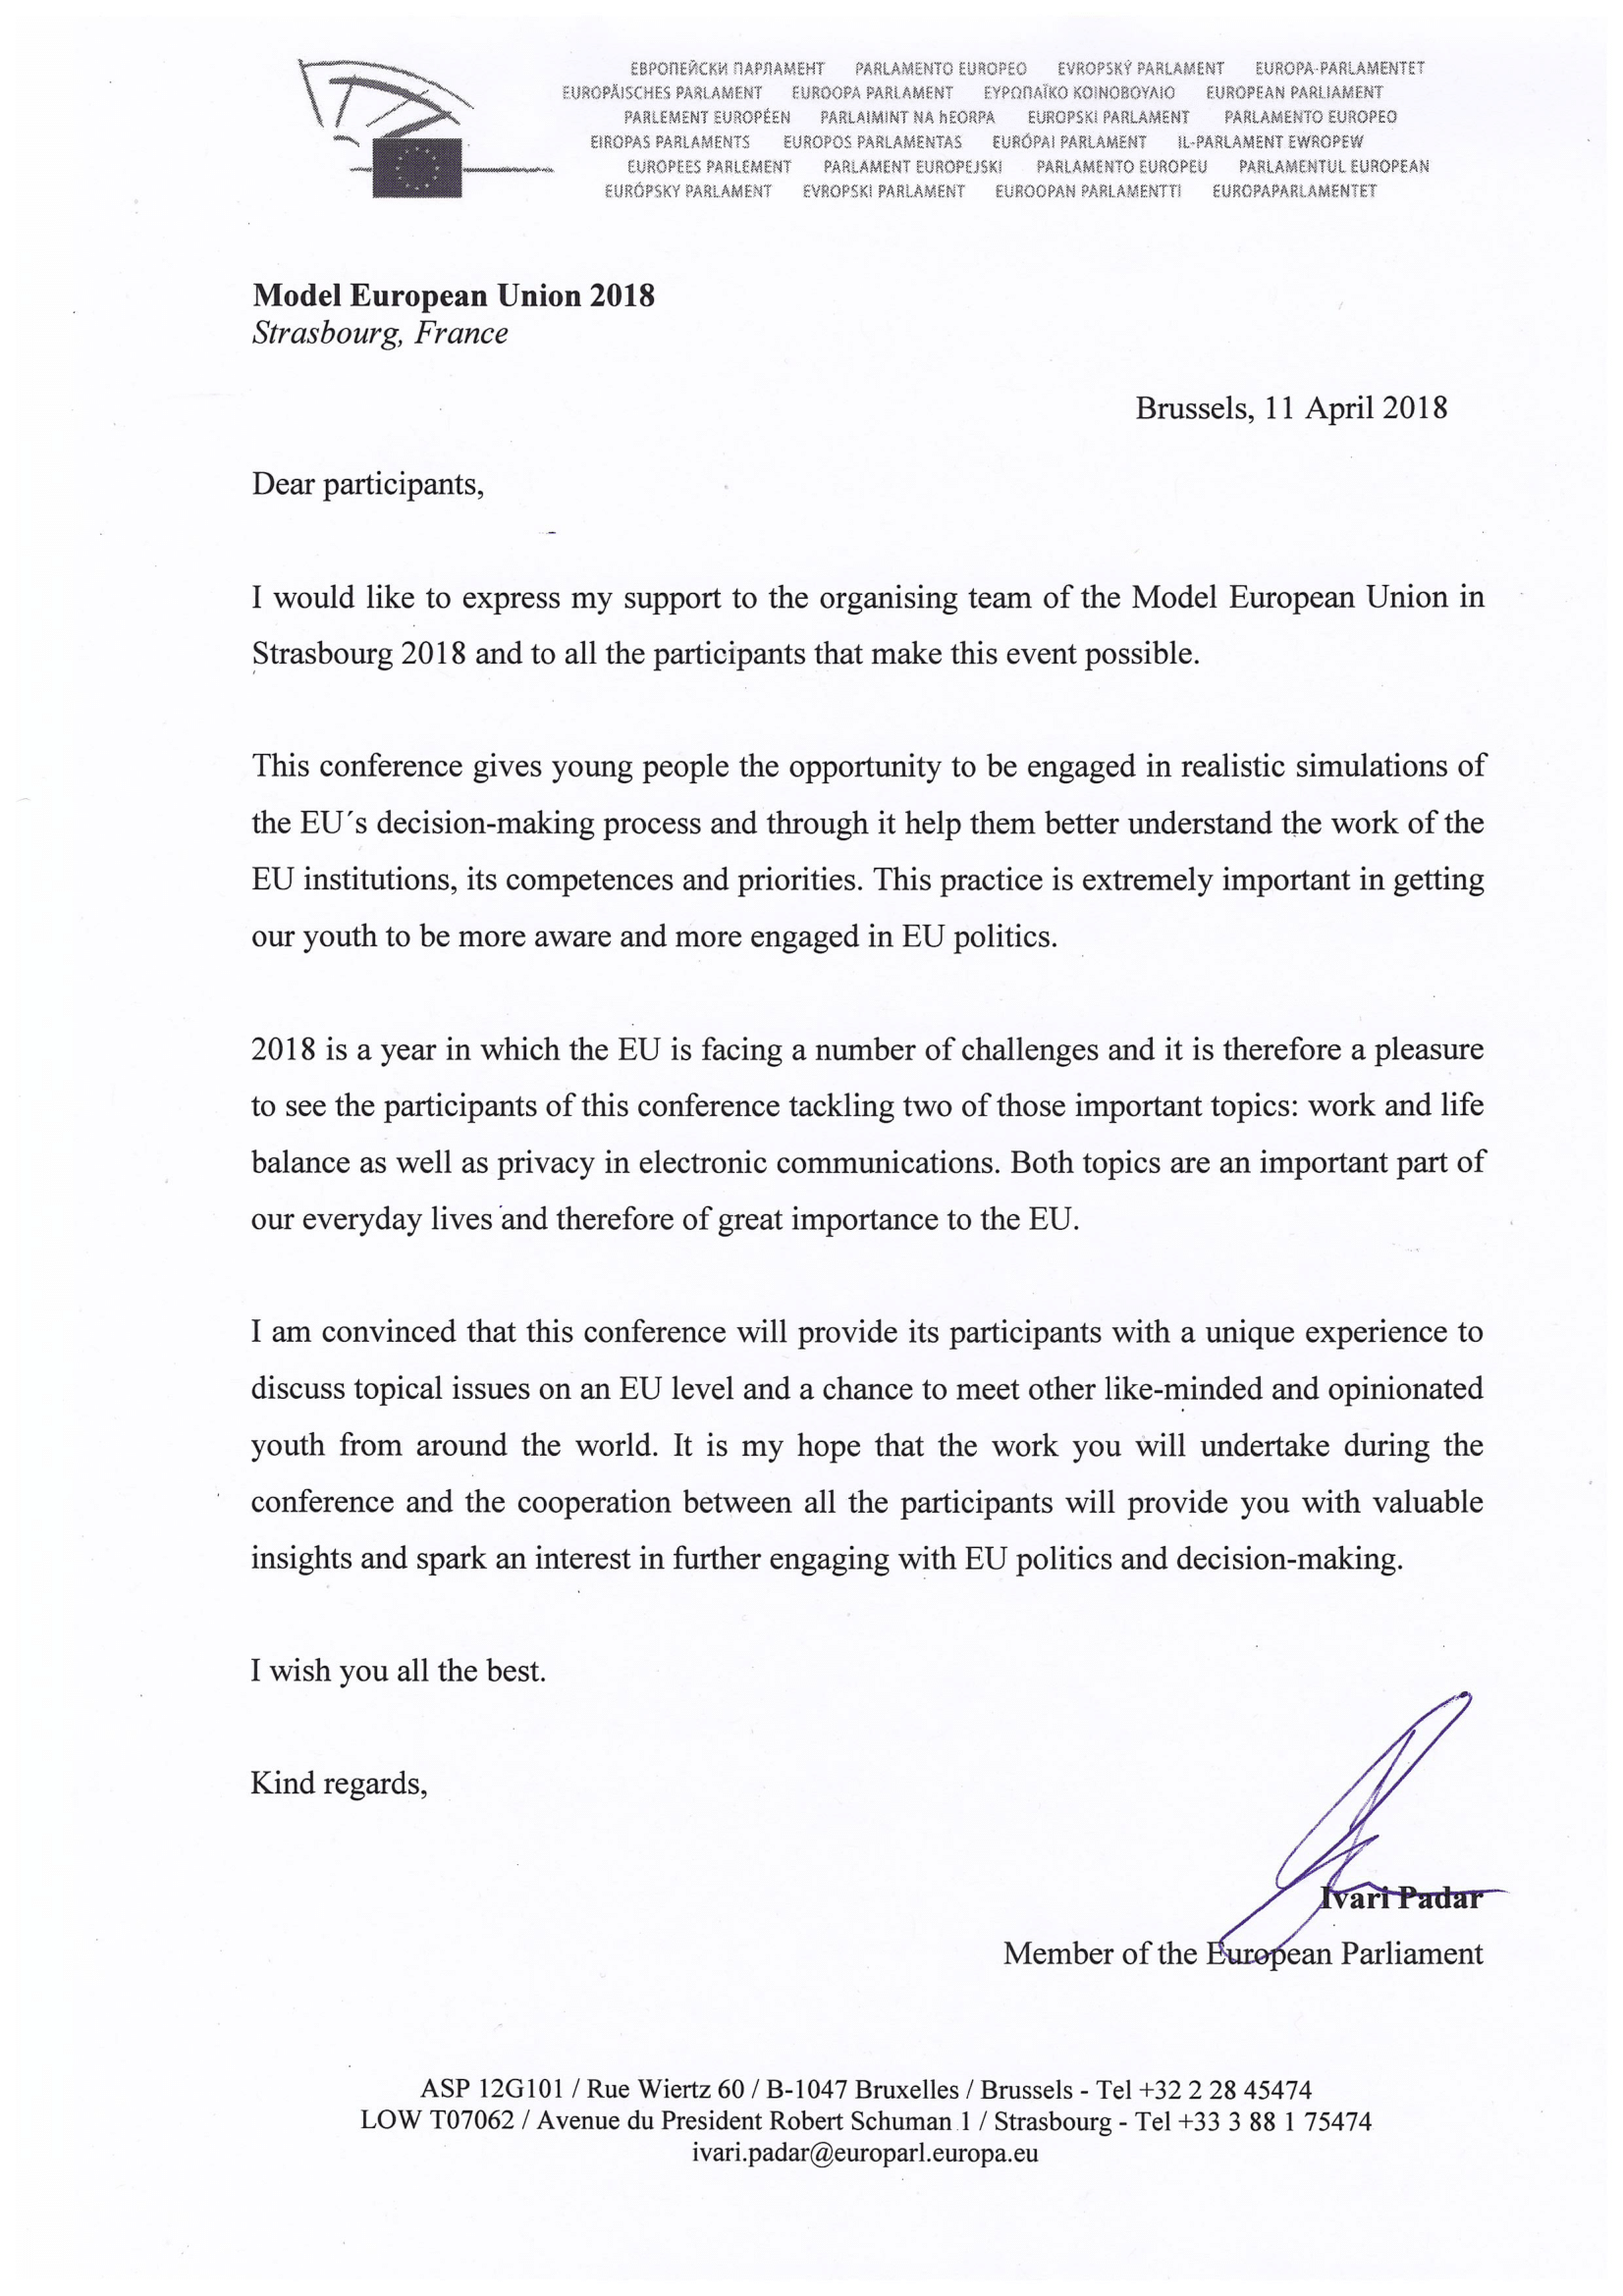 ЕВРОПЕЙСКИ ПАРЛАМЕНТ PARLAMENTO EUROPEO EVROPSKÝ PARLAMENT EUROPA-PARLAMENTET
EUROPÄISCHES PARLAMENT EUROOPA PARLAMENT ΕΥΡΩΠΑΪΚΟ ΚΟΙΝΟΒΟΥΛΙΟ EUROPEAN PARLIAMENT
PARLEMENT EUROPÉEN PARLAIMINT NA hEORPA EUROPSKI PARLAMENT PARLAMENTO EUROPEO
EIROPAS PARLAMENTS EUROPOS PARLAMENTAS EURÓPAI PARLAMENT IL-PARLAMENT EWROPEW
EUROPEES PARLEMENT PARLAMENT EUROPEJSKI PARLAMENTO EUROPEU PARLAMENTUL EUROPEAN
EURÓPSKY PARLAMENT EVROPSKI PARLAMENT EUROOPAN PARLAMENTTI EUROPAPARLAMENTET
Model European Union 2018
Strasbourg, France
Brussels, 11 April 2018
Dear participants,
I would like to express my support to the organising team of the Model European Union in
Strasbourg 2018 and to all the participants that make this event possible.
This conference gives young people the opportunity to be engaged in realistic simulations of
the EU´s decision-making process and through it help them better understand the work of the
EU institutions, its competences and priorities. This practice is extremely important in getting
our youth to be more aware and more engaged in EU politics.
2018 is a year in which the EU is facing a number of challenges and it is therefore a pleasure
to see the participants of this conference tackling two of those important topics: work and life
balance as well as privacy in electronic communications. Both topics are an important part of
our everyday lives and therefore of great importance to the EU.
I am convinced that this conference will provide its participants with a unique experience to
discuss topical issues on an EU level and a chance to meet other like-minded and opinionated
youth from around the world. It is my hope that the work you will undertake during the
conference and the cooperation between all the participants will provide you with valuable
insights and spark an interest in further engaging with EU politics and decision-making.
I wish you all the best.
Kind regards,
Ivari Padar
Member of the European Parliament
ASP 12G101 / Rue Wiertz 60 / B-1047 Bruxelles / Brussels - Tel +32 2 28 45474
LOW T07062 / Avenue du President Robert Schuman 1 / Strasbourg - Tel +33 3 88 1 75474
ivari.padar@europarl.europa.eu